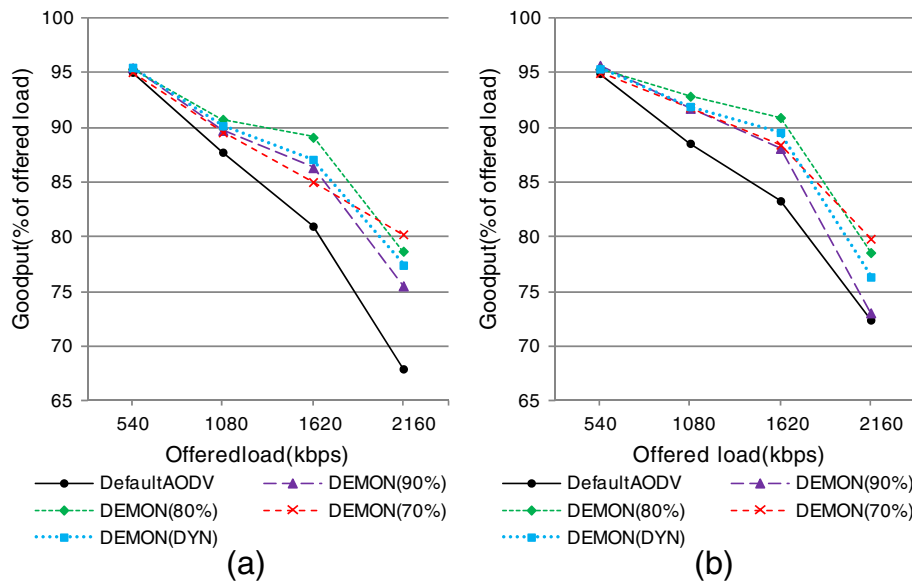 100
95
90
85
80
75
70
65
Goodput(% of offered load)
540 1080 1620 2160
Offeredload(kbps)
DefaultAODV
DEMON(90%)
DEMON(80%)
DEMON(70%)
DEMON(DYN)
(a)
100
95
90
85
80
75
70
65
Goodput(% of offered load)
540 1080 1620 2160
Offered load(kbps)
DefaultAODV
DEMON(90%)
DEMON(80%)
DEMON(70%)
DEMON(DYN)
(b)